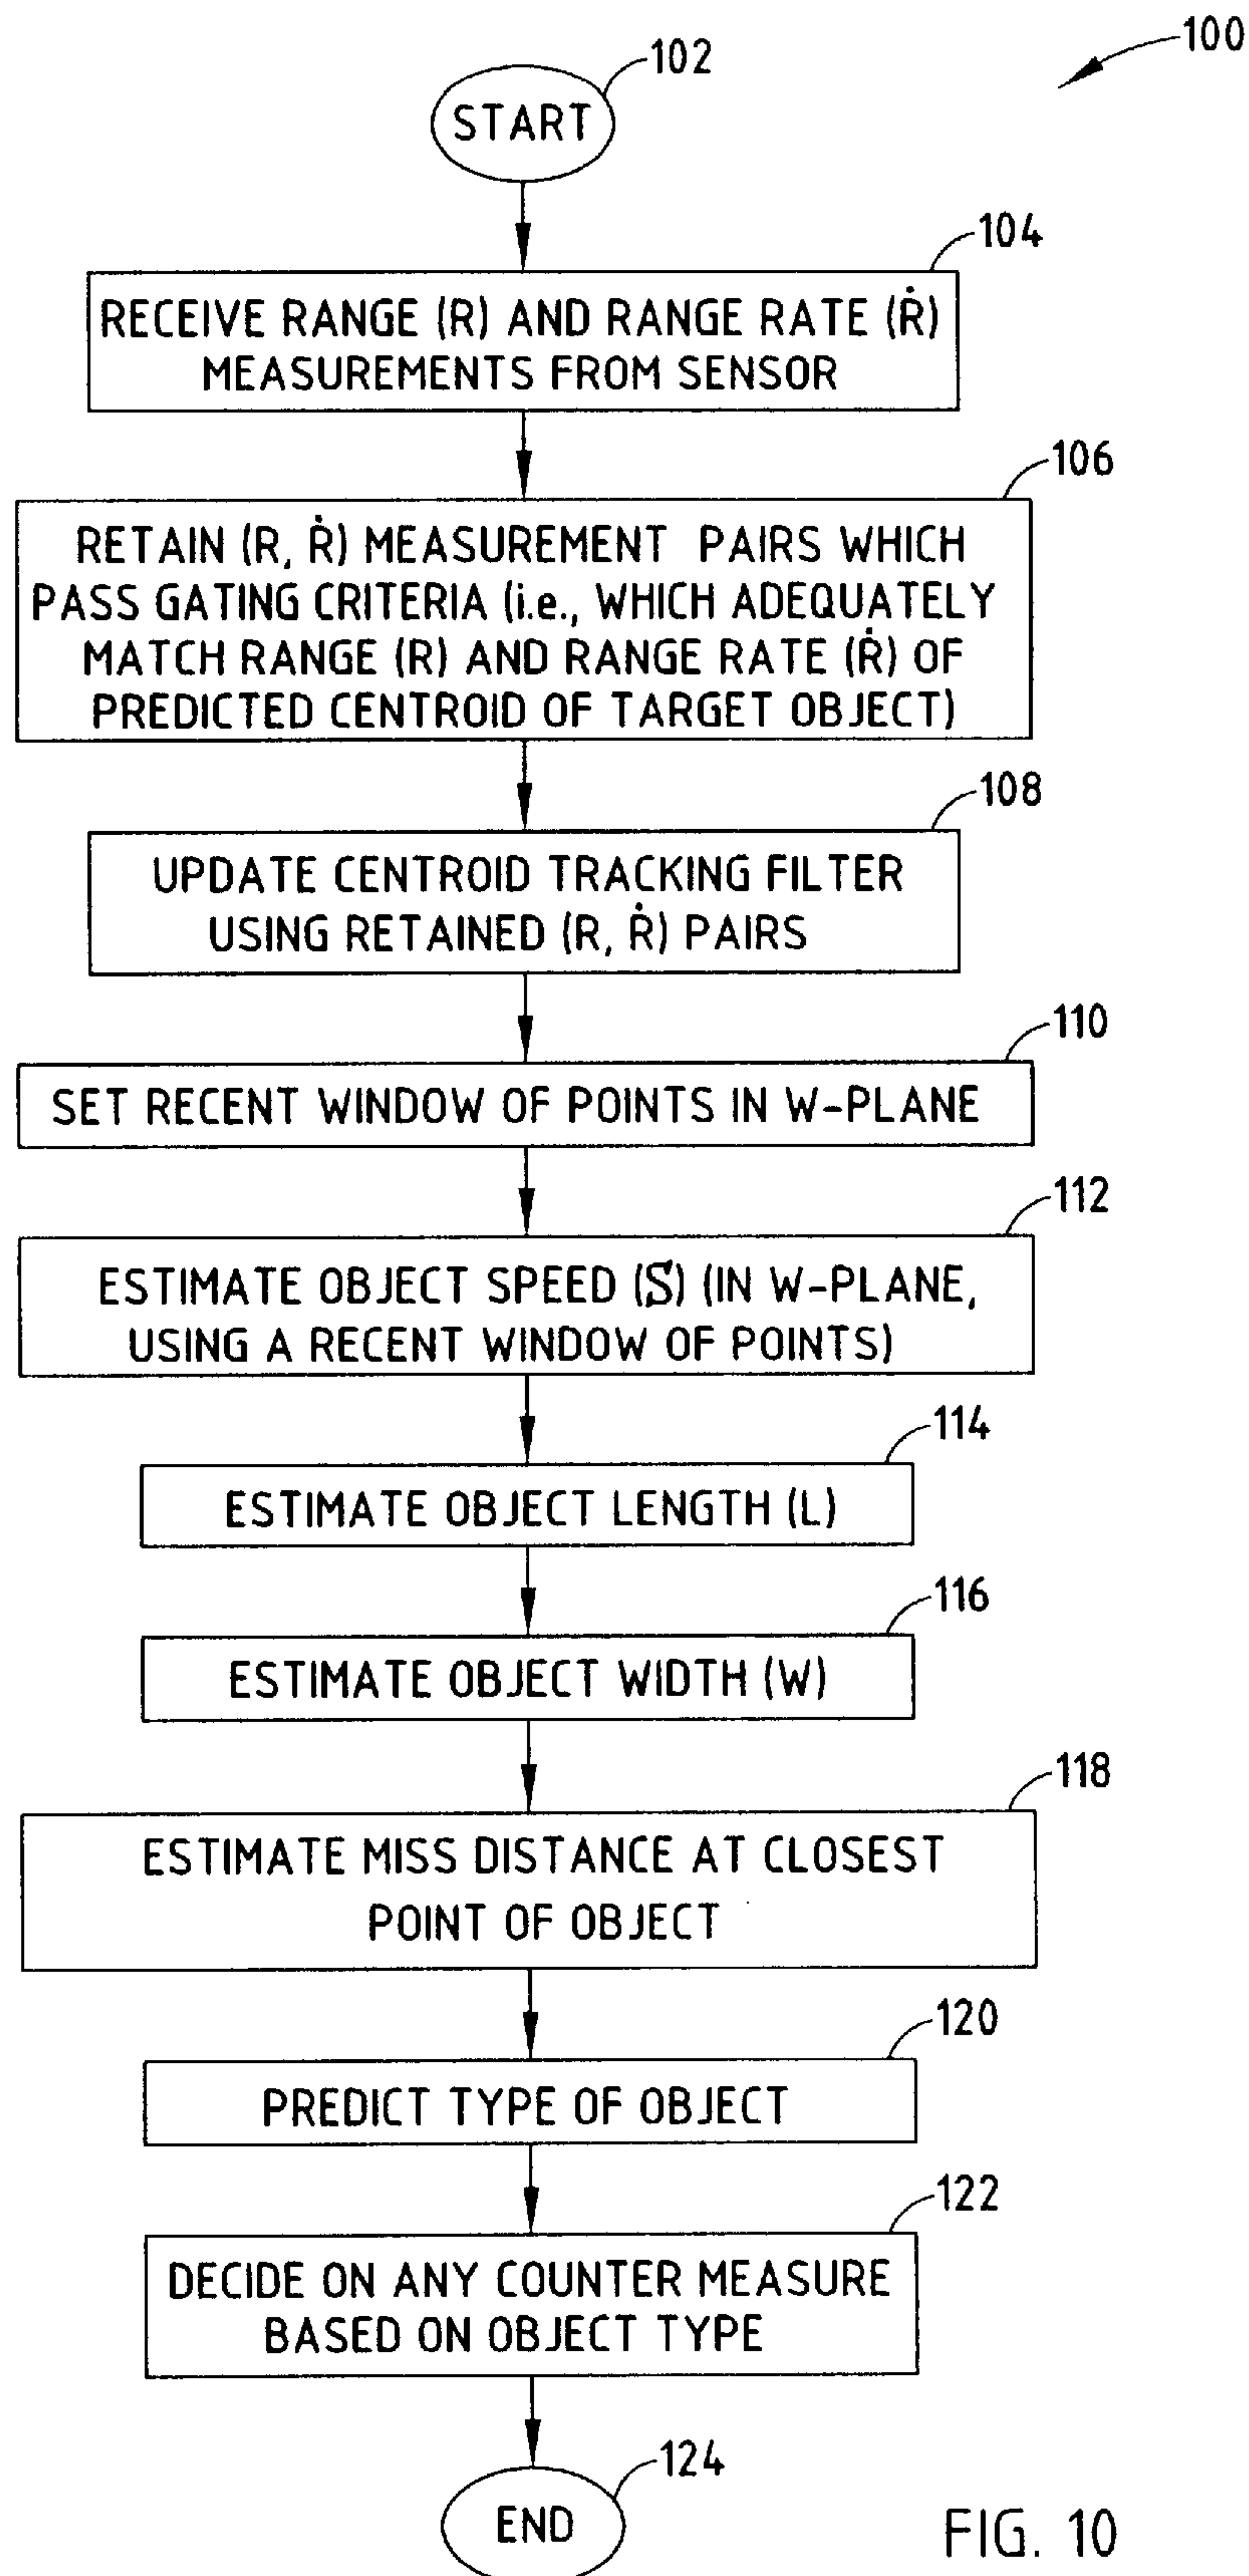 100
102
START
104
RECEIVE RANGE (R) AND RANGE RATE (Ṙ)
MEASUREMENTS FROM SENSOR
106
RETAIN (R, Ṙ) MEASUREMENT PAIRS WHICH
PASS GATING CRITERIA (i.e., WHICH ADEQUATELY
MATCH RANGE (R) AND RANGE RATE (Ṙ) OF
PREDICTED CENTROID OF TARGET OBJECT)
108
UPDATE CENTROID TRACKING FILTER
USING RETAINED (R, Ṙ) PAIRS
110
SET RECENT WINDOW OF POINTS IN W-PLANE
112
ESTIMATE OBJECT SPEED (S) (IN W-PLANE,
USING A RECENT WINDOW OF POINTS)
114
ESTIMATE OBJECT LENGTH (L)
116
ESTIMATE OBJECT WIDTH (W)
118
ESTIMATE MISS DISTANCE AT CLOSEST
POINT OF OBJECT
120
PREDICT TYPE OF OBJECT
122
DECIDE ON ANY COUNTER MEASURE
BASED ON OBJECT TYPE
124
END
FIG. 10